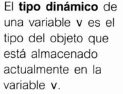 El tipo dinámico de
una variable v es el
tipo del objeto que
está almacenado
actualmente en la
variable v.